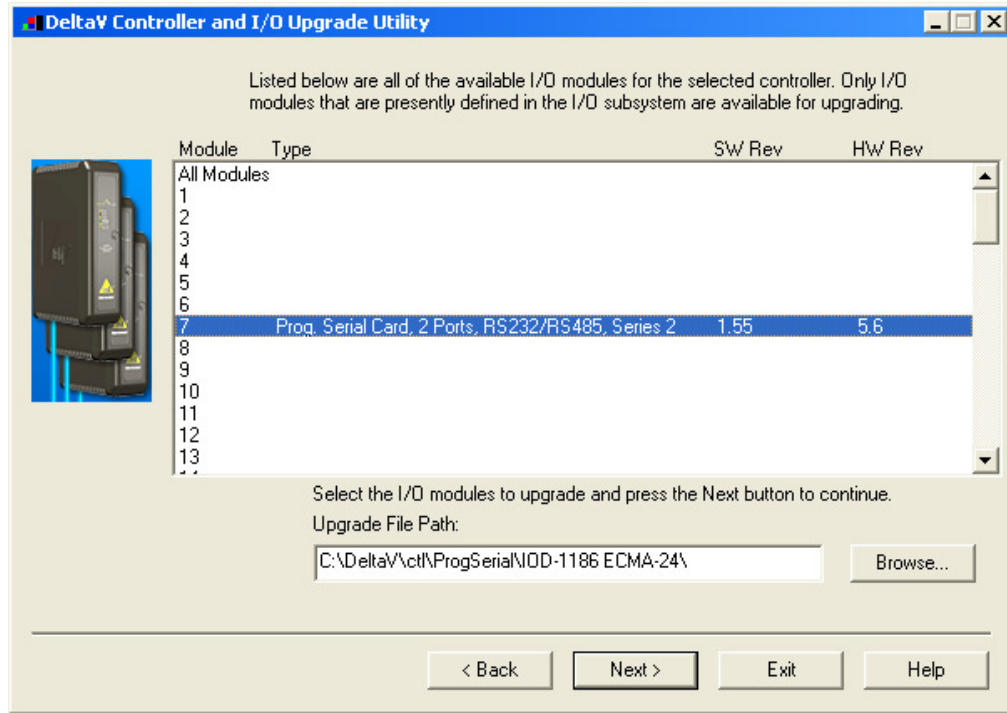 DeltaV Controller and I/O Upgrade Utility
Listed below are all of the available I/O modules for the selected controller. Only I/O
modules that are presently defined in the I/O subsystem are available for upgrading.
Module Type SW Rev HW Rev
All Modules
1
2
3
4
5
6
7 Prog. Serial Card, 2 Ports, RS232/RS485, Series 2 1.55 5.6
8
9
10
11
12
13
Select the I/O modules to upgrade and press the Next button to continue.
Upgrade File Path:
C:\DeltaV\ctl\ProgSerial\IOD-1186 ECMA-24\
Browse...
< Back Next > Exit Help